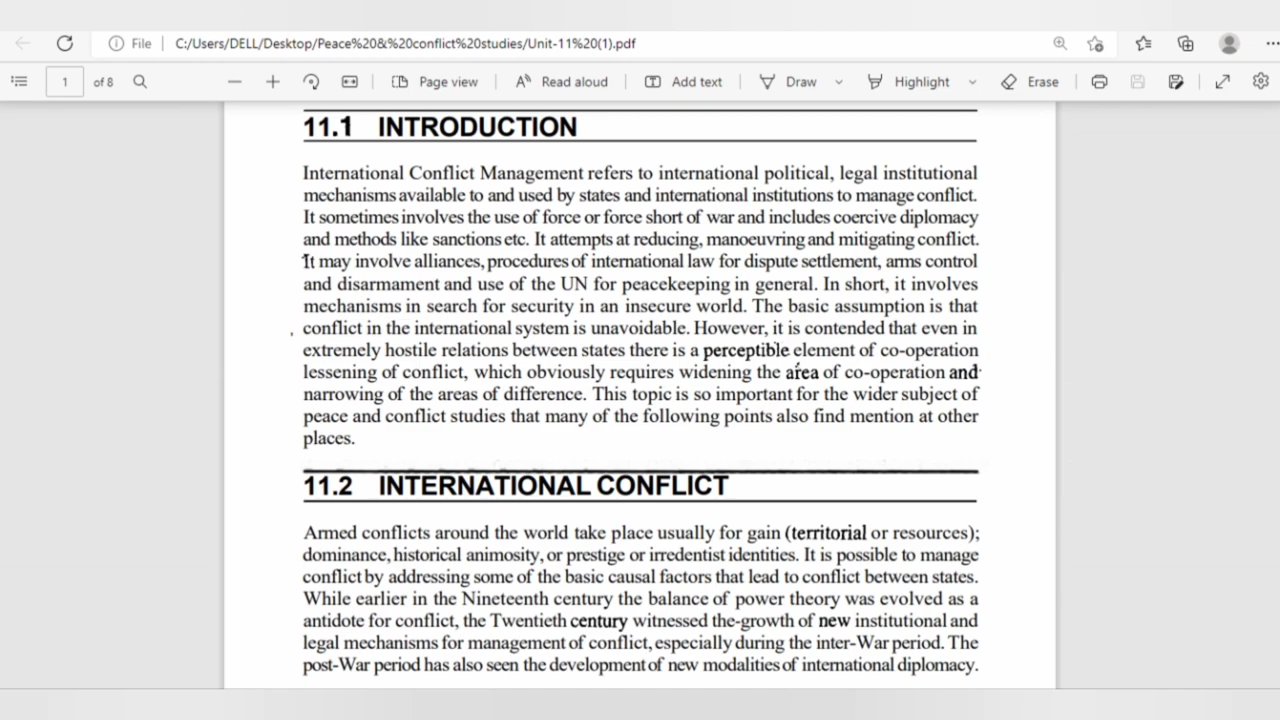 File C:/Users/DELL/Desktop/Peace%20&%20conflict%20studies/Unit-11%20(1).pdf
1 of 8 Page view Read aloud Add text Draw Highlight Erase
11.1 INTRODUCTION
International Conflict Management refers to international political, legal institutional
mechanisms available to and used by states and international institutions to manage conflict.
It sometimes involves the use of force or force short of war and includes coercive diplomacy
and methods like sanctions etc. It attempts at reducing, manoeuvring and mitigating conflict.
It may involve alliances, procedures of international law for dispute settlement, arms control
and disarmament and use of the UN for peacekeeping in general. In short, it involves
mechanisms in search for security in an insecure world. The basic assumption is that
conflict in the international system is unavoidable. However, it is contended that even in
extremely hostile relations between states there is a perceptible element of co-operation
lessening of conflict, which obviously requires widening the area of co-operation and
narrowing of the areas of difference. This topic is so important for the wider subject of
peace and conflict studies that many of the following points also find mention at other
places.
11.2 INTERNATIONAL CONFLICT
Armed conflicts around the world take place usually for gain (territorial or resources);
dominance, historical animosity, or prestige or irredentist identities. It is possible to manage
conflict by addressing some of the basic causal factors that lead to conflict between states.
While earlier in the Nineteenth century the balance of power theory was evolved as a
antidote for conflict, the Twentieth century witnessed the-growth of new institutional and
legal mechanisms for management of conflict, especially during the inter-War period. The
post-War period has also seen the development of new modalities of international diplomacy.